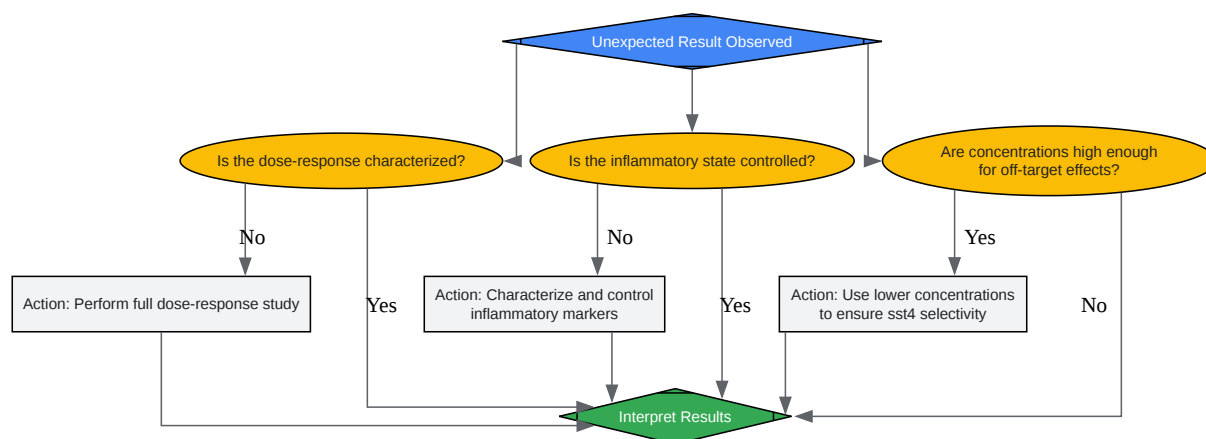 Unexpected Result Observed
Is the dose-response characterized?
Is the inflammatory state controlled?
Are concentrations high enough
for off-target effects?
No
No
Yes
Action: Perform full dose-response study
Yes
Action: Characterize and control
inflammatory markers
Yes
Action: Use lower concentrations
to ensure sst4 selectivity
No
Interpret Results